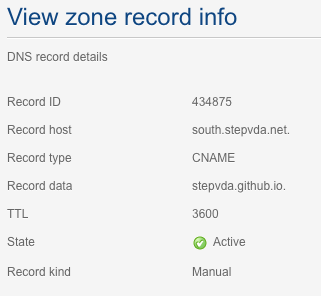 View zone record info
DNS record details
Record ID 434875
Record host south.stepvda.net.
Record type CNAME
Record data stepvda.github.io.
TTL 3600
State Active
Record kind Manual